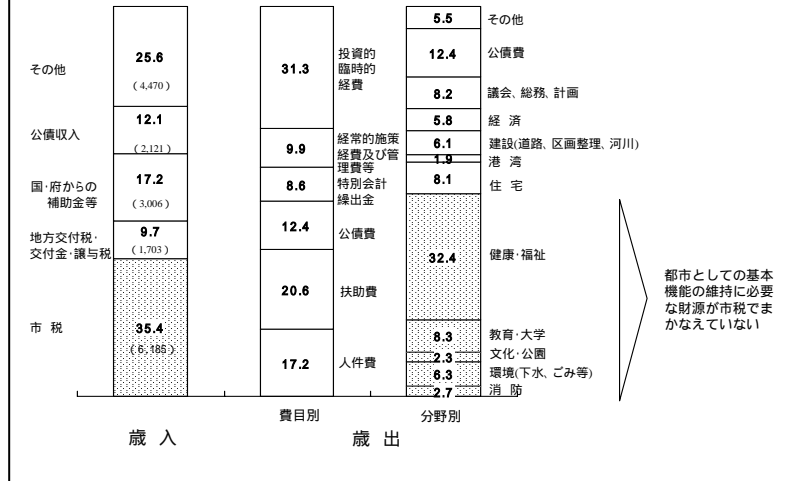 その他
25.6
(4,470)
公債収入
12.1
(2,121)
国・府からの
補助金等
17.2
(3,006)
地方交付税・
交付金・譲与税
9.7
(1,703)
市 税
35.4
(6,185)
歳 入
31.3
投資的
臨時的
経費
9.9
経常的施策
経費及び管
理費等
8.6
特別会計
繰出金
12.4
公債費
20.6
扶助費
17.2
人件費
費目別
5.5
その他
12.4
公債費
8.2
議会、総務、計画
5.8
経 済
6.1
建設(道路、区画整理、河川)
1.9
港 湾
8.1
住 宅
32.4
健康・福祉
8.3
教育・大学
2.3
文化・公園
6.3
環境(下水、ごみ等)
2.7
消 防
分野別
歳 出
都市としての基本
機能の維持に必要
な財源が市税でま
かなえていない